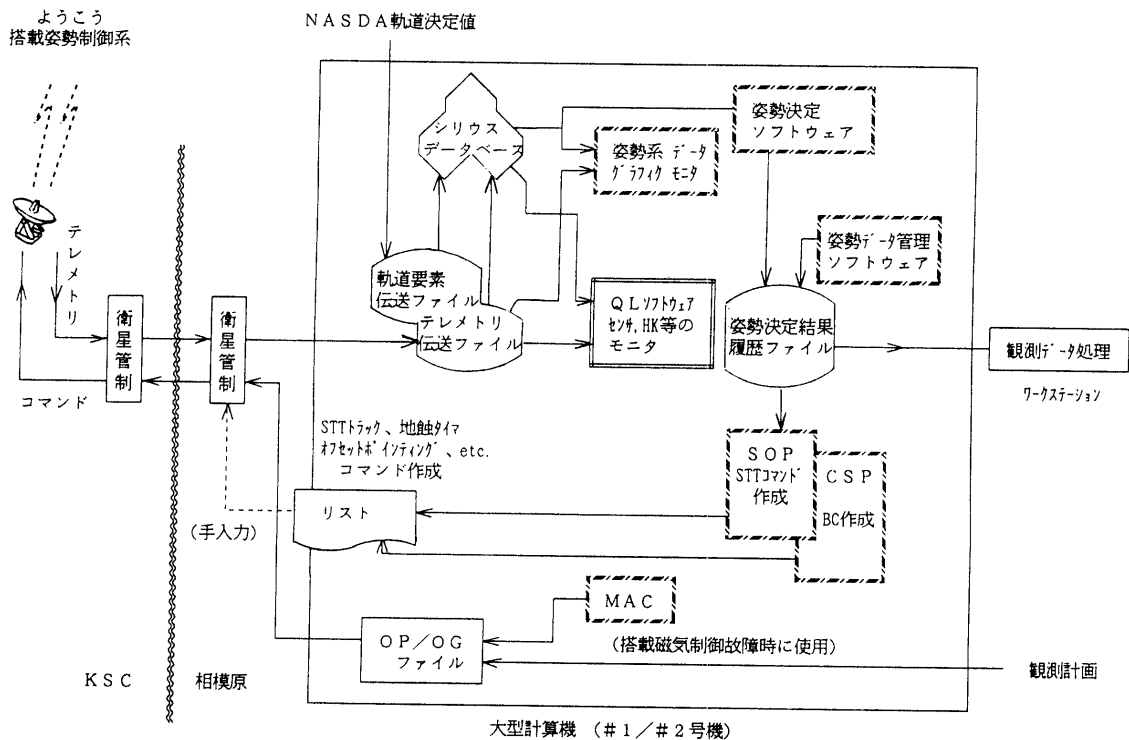 ようこう
搭載姿勢制御系
NASDA軌道決定値
シリウス
データベース
姿勢決定
ソフトウェア
姿勢系 データ
グラフィク モニタ
テレメトリ
軌道要素
伝送ファイル
テレメトリ
伝送ファイル
QLソフトウェア
センサ,HK等の
モニタ
姿勢データ管理
ソフトウェア
姿勢決定結果
履歴ファイル
衛星管制
衛星管制
観測データ処理
ワークステーション
コマンド
STTトラック、地蝕タイマ
オフセットポインティング、etc.
コマンド作成
SOP
STTコマンド
作成
CSP
BC作成
リスト
(手入力)
MAC
(搭載磁気制御故障時に使用)
OP/OG
ファイル
観測計画
KSC
相模原
大型計算機 (#1/#2号機)